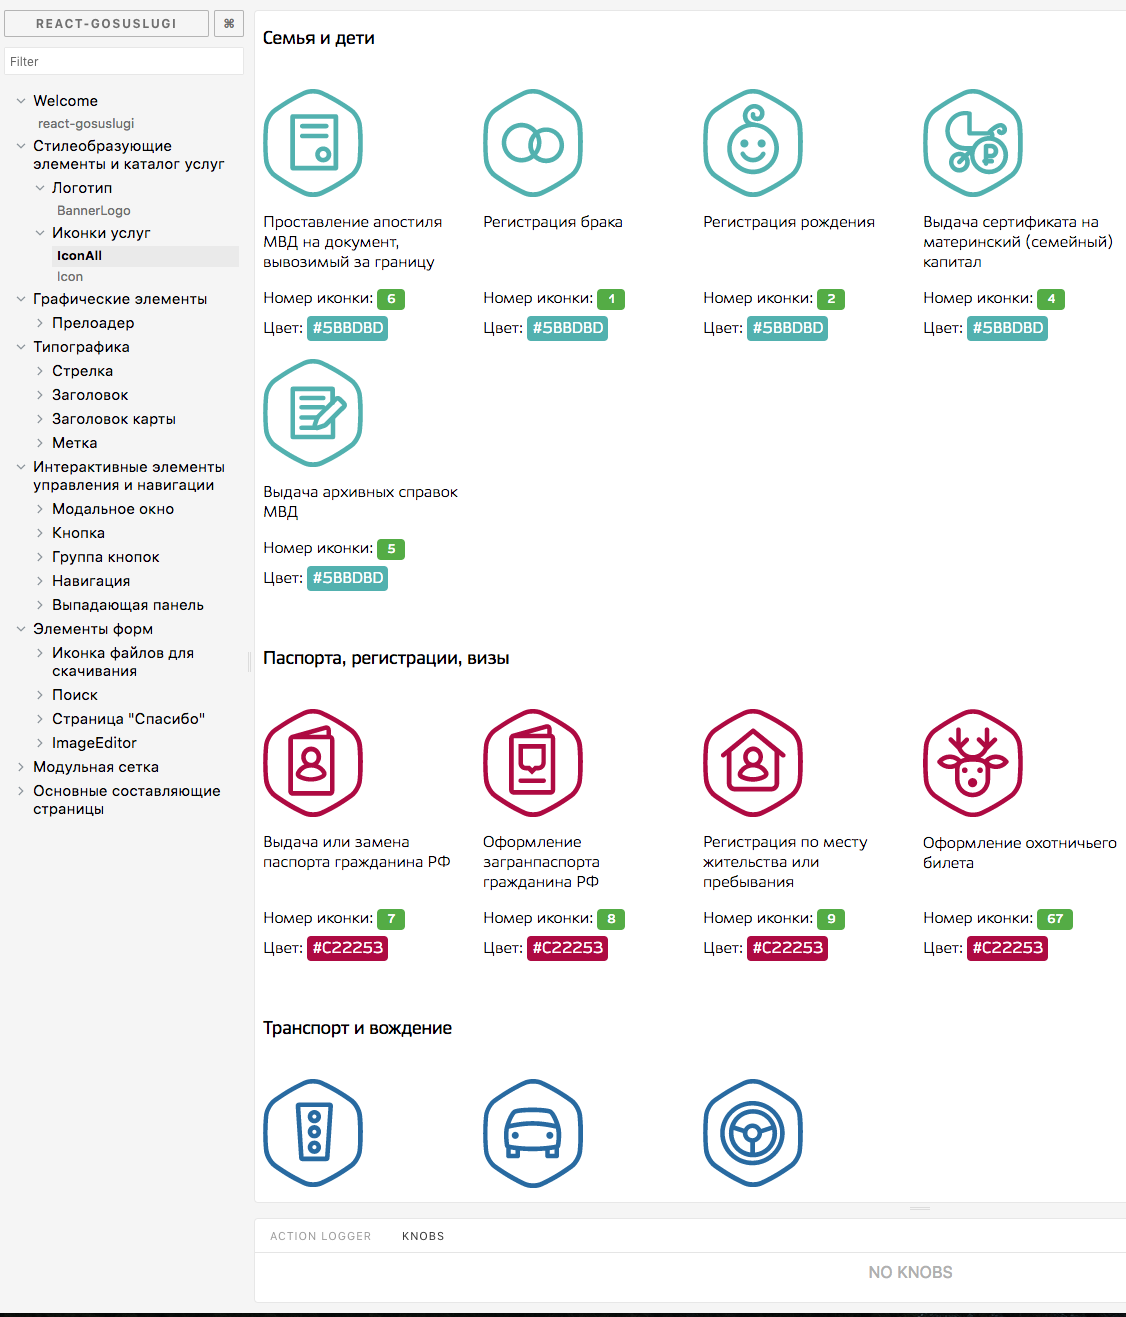 REACT-GOSUSLUGI
⌘
Filter
Welcome
react-gosuslugi
Стилеобразующие
элементы и каталог услуг
Логотип
BannerLogo
Иконки услуг
IconAll
Icon
Графические элементы
Прелоадер
Типографика
Стрелка
Заголовок
Заголовок карты
Метка
Интерактивные элементы
управления и навигации
Модальное окно
Кнопка
Группа кнопок
Навигация
Выпадающая панель
Элементы форм
Иконка файлов для
скачивания
Поиск
Страница "Спасибо"
ImageEditor
Модульная сетка
Основные составляющие
страницы
Семья и дети
Проставление апостиля
МВД на документ,
вывозимый за границу
Номер иконки: 6
Цвет: #5BBDBD
Регистрация брака
Номер иконки: 1
Цвет: #5BBDBD
Регистрация рождения
Номер иконки: 2
Цвет: #5BBDBD
Выдача сертификата на
материнский (семейный)
капитал
Номер иконки: 4
Цвет: #5BBDBD
Выдача архивных справок
МВД
Номер иконки: 5
Цвет: #5BBDBD
Паспорта, регистрации, визы
Выдача или замена
паспорта гражданина РФ
Номер иконки: 7
Цвет: #C22253
Оформление
загранпаспорта
гражданина РФ
Номер иконки: 8
Цвет: #C22253
Регистрация по месту
жительства или
пребывания
Номер иконки: 9
Цвет: #C22253
Оформление охотничьего
билета
Номер иконки: 67
Цвет: #C22253
Транспорт и вождение
ACTION LOGGER
KNOBS
NO KNOBS